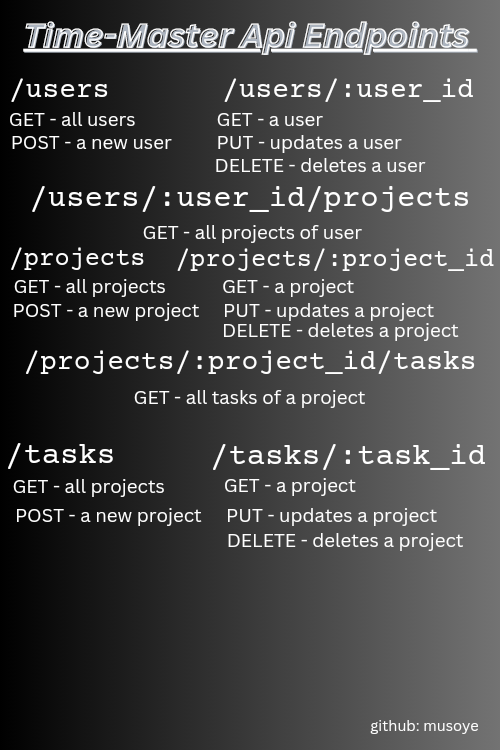 Time-Master Api Endpoints
/users
/users/:user_id
GET - all users
GET - a user
POST - a new user
PUT - updates a user
DELETE - deletes a user
/users/:user_id/projects
GET - all projects of user
/projects
/projects/:project_id
GET - all projects
GET - a project
POST - a new project
PUT - updates a project
DELETE - deletes a project
/projects/:project_id/tasks
GET - all tasks of a project
/tasks
/tasks/:task_id
GET - all projects
GET - a project
POST - a new project
PUT - updates a project
DELETE - deletes a project
github: musoye